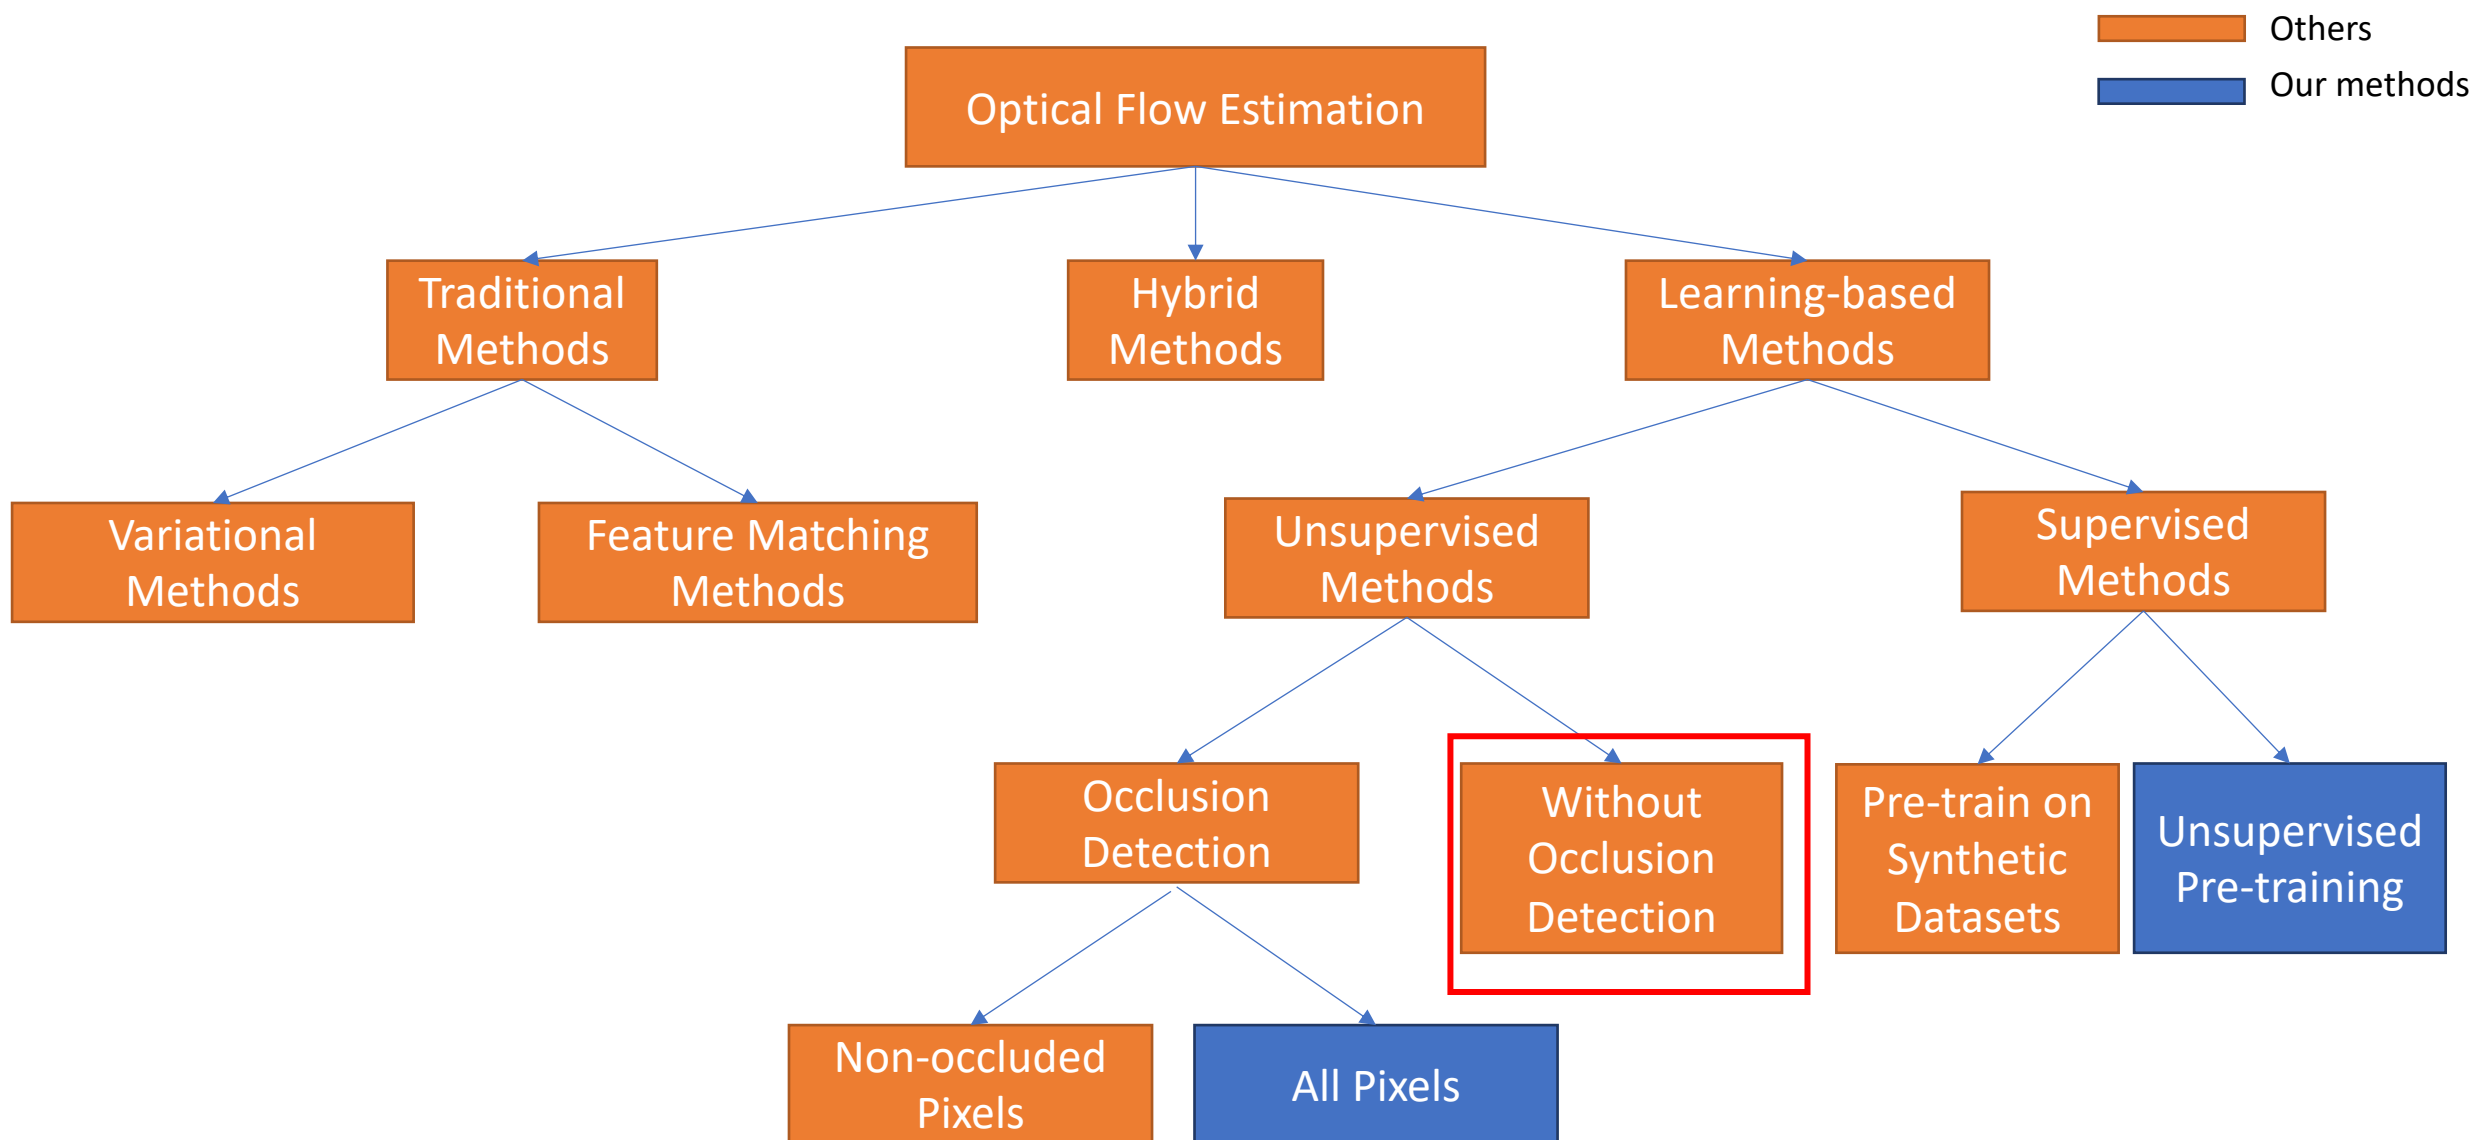 Others
Our methods
Optical Flow Estimation
Traditional
Methods
Hybrid
Methods
Learning-based
Methods
Variational
Methods
Feature Matching
Methods
Unsupervised
Methods
Supervised
Methods
Occlusion
Detection
Without
Occlusion
Detection
Pre-train on
Synthetic
Datasets
Unsupervised
Pre-training
Non-occluded
Pixels
All Pixels